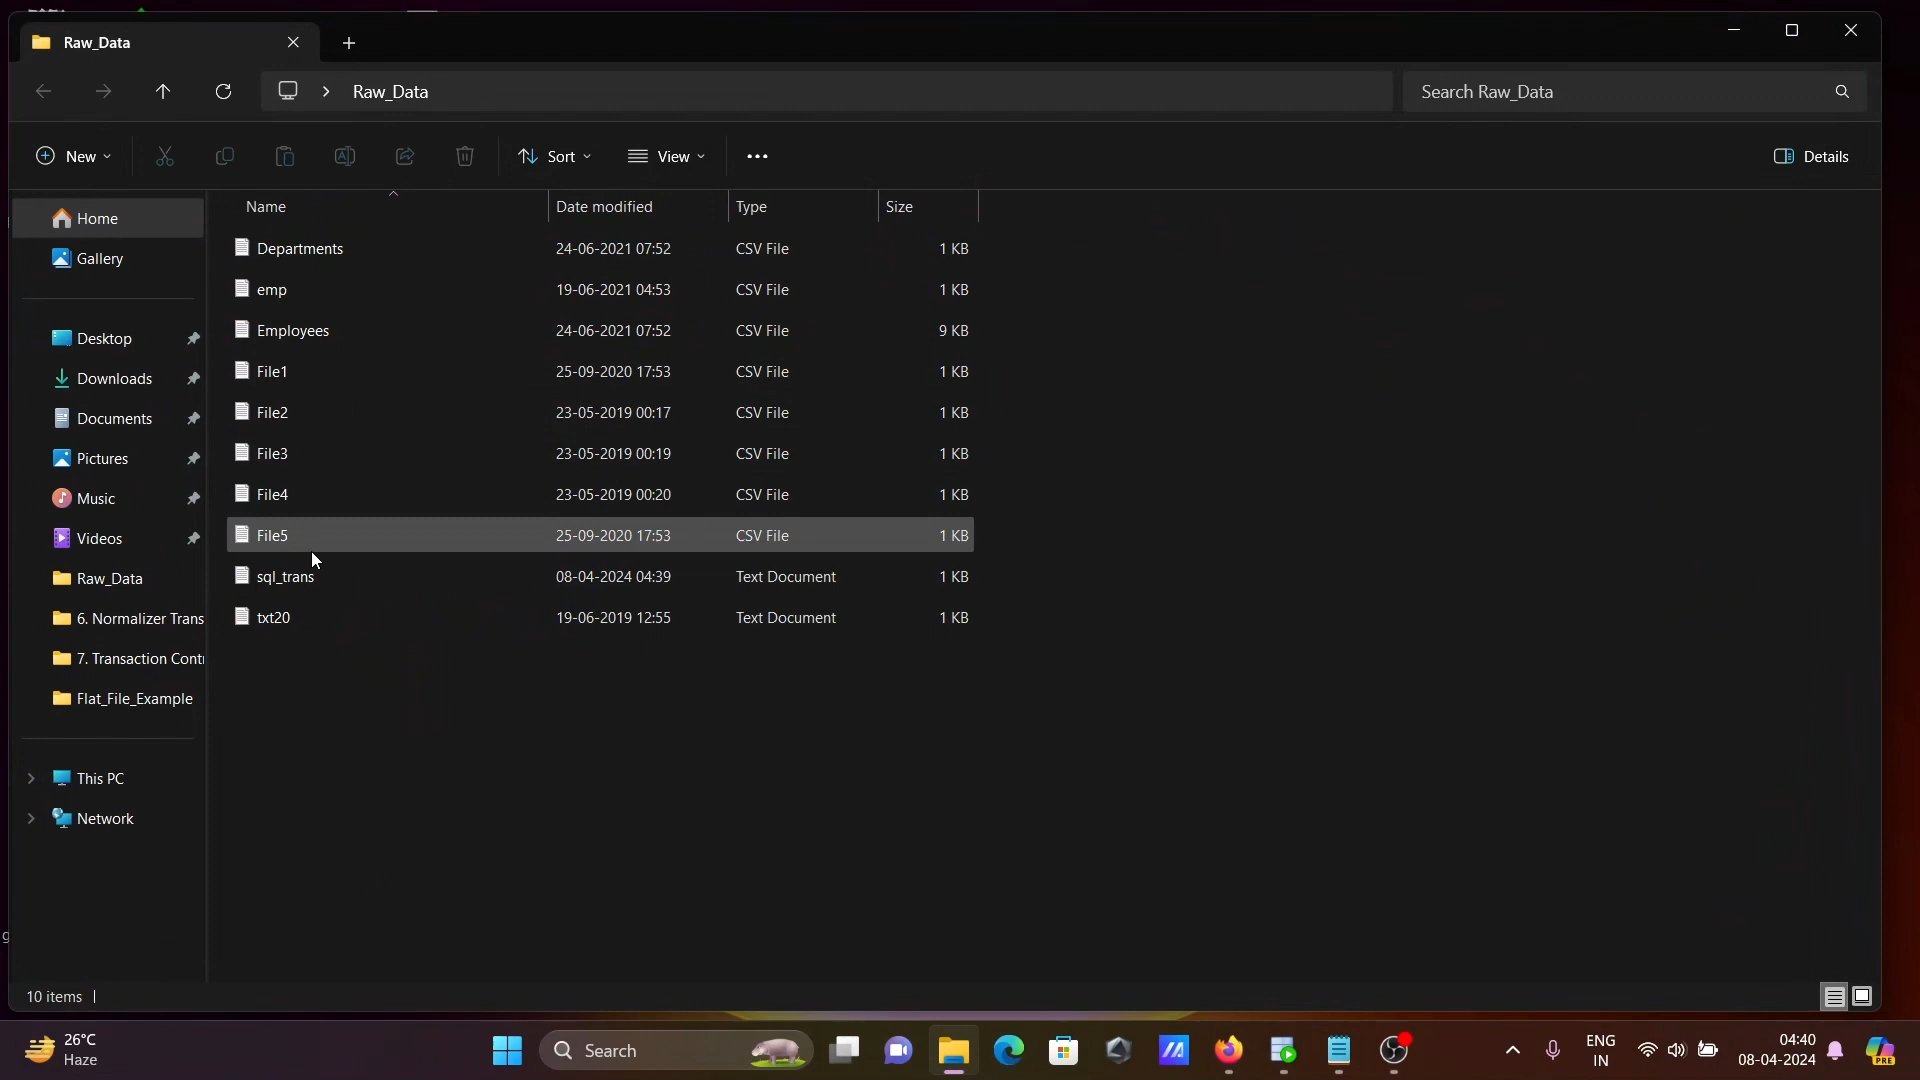 Raw_Data
Raw_Data
Search Raw_Data
New
Sort
View
Details
Name Date modified Type Size
Home
Gallery
Desktop
Downloads
Documents
Pictures
Music
Videos
Raw_Data
6. Normalizer Trans
7. Transaction Cont
Flat_File_Example
This PC
Network
Departments 24-06-2021 07:52 CSV File 1 KB
emp 19-06-2021 04:53 CSV File 1 KB
Employees 24-06-2021 07:52 CSV File 9 KB
File1 25-09-2020 17:53 CSV File 1 KB
File2 23-05-2019 00:17 CSV File 1 KB
File3 23-05-2019 00:19 CSV File 1 KB
File4 23-05-2019 00:20 CSV File 1 KB
File5 25-09-2020 17:53 CSV File 1 KB
sql_trans 08-04-2024 04:39 Text Document 1 KB
txt20 19-06-2019 12:55 Text Document 1 KB
10 items
26°C
Haze
Search
ENG
IN
04:40
08-04-2024
PRE